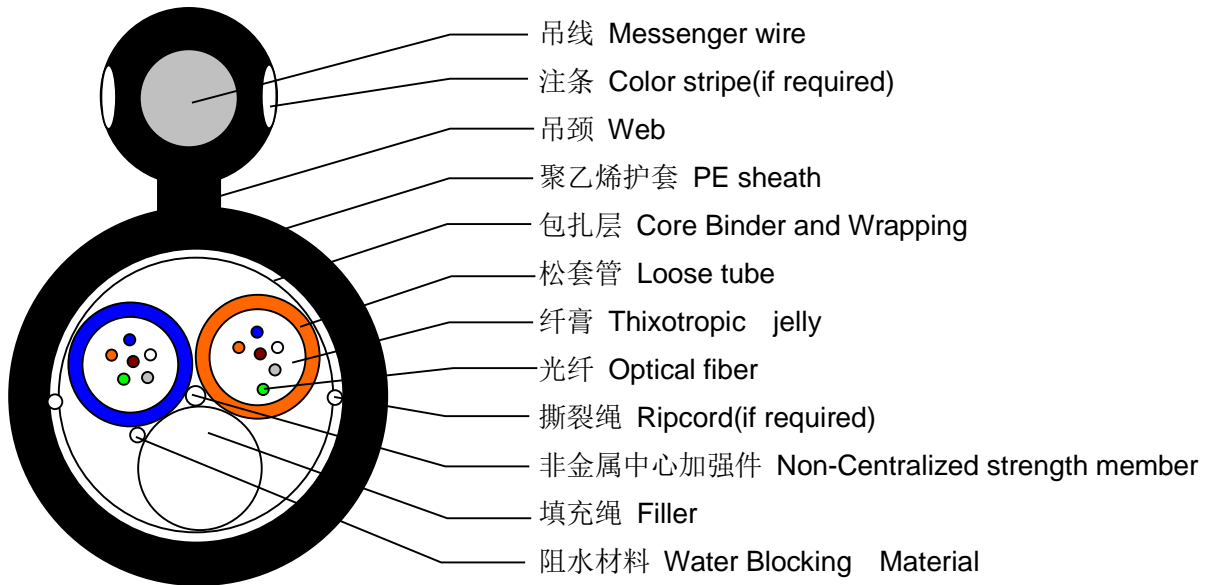 吊线 Messenger wire
注条 Color stripe(if required)
吊颈 Web
聚乙烯护套 PE sheath
包扎层 Core Binder and Wrapping
松套管 Loose tube
纤膏 Thixotropic jelly
光纤 Optical fiber
撕裂绳 Ripcord(if required)
非金属中心加强件 Non-Centralized strength member
填充绳 Filler
阻水材料 Water Blocking Material